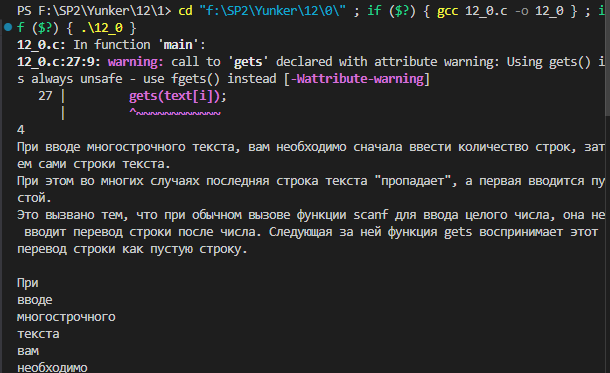 PS F:\SP2\Yunker\12\1> cd "f:\SP2\Yunker\12\0\" ; if ($?) { gcc 12_0.c -o 12_0 } ; i
f ($?) { .\12_0 }
12_0.c: In function 'main':
12_0.c:27:9: warning: call to 'gets' declared with attribute warning: Using gets() i
s always unsafe - use fgets() instead [-Wattribute-warning]
27 | gets(text[i]);
| ^~~~~~~~~~~~~
4
При вводе многострочного текста, вам необходимо сначала ввести количество строк, зат
ем сами строки текста.
При этом во многих случаях последняя строка текста "пропадает", а первая вводится пу
стой.
Это вызвано тем, что при обычном вызове функции scanf для ввода целого числа, она не
вводит перевод строки после числа. Следующая за ней функция gets воспринимает этот
перевод строки как пустую строку.
При
вводе
многострочного
текста
вам
необходимо